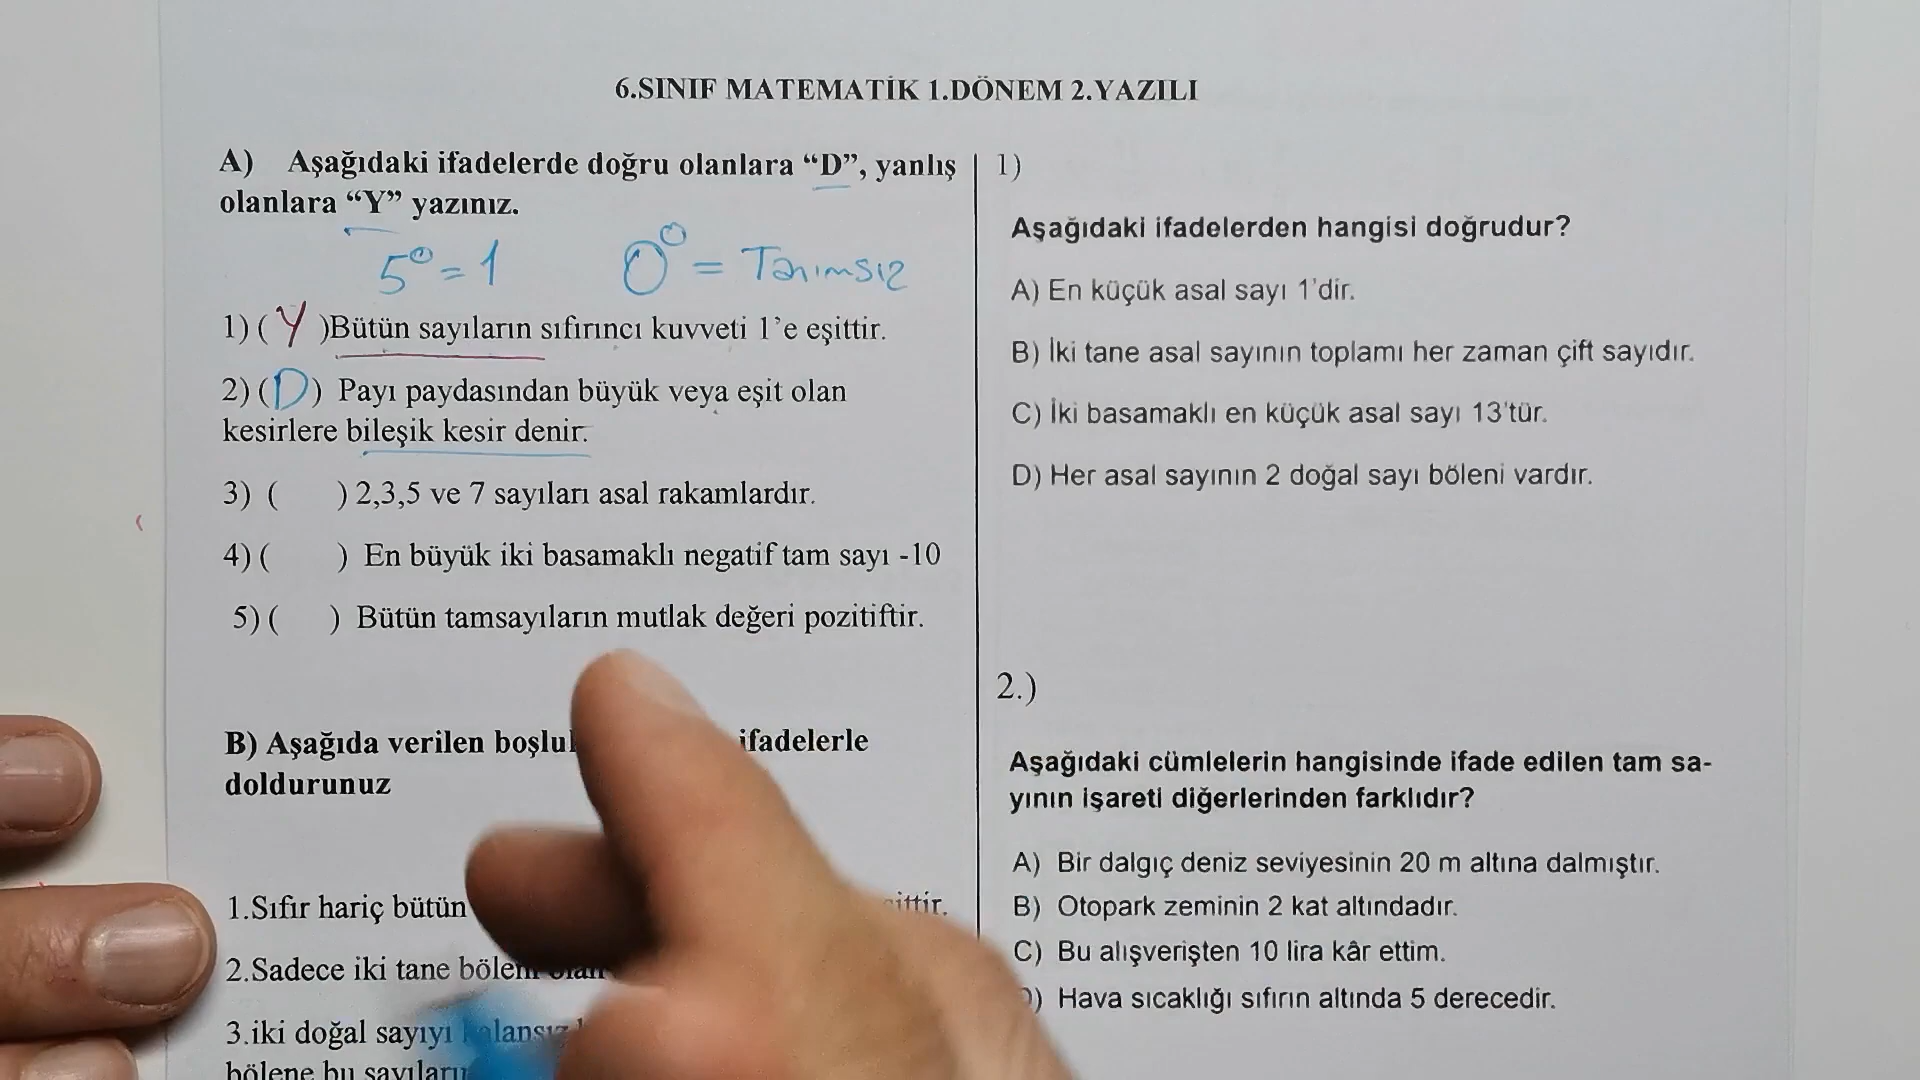 6.SINIF MATEMATİK 1.DÖNEM 2.YAZILI
A) Aşağıdaki ifadelerde doğru olanlara “D”, yanlış
olanlara “Y” yazınız.
5⁰ = 1 0⁰ = Tanımsız
1) ( Y )Bütün sayıların sıfırıncı kuvveti 1’e eşittir.
2) (D) Payı paydasından büyük veya eşit olan
kesirlere bileşik kesir denir.
3) ( ) 2,3,5 ve 7 sayıları asal rakamlardır.
4) ( ) En büyük iki basamaklı negatif tam sayı -10
5) ( ) Bütün tamsayıların mutlak değeri pozitiftir.
B) Aşağıda verilen ifadelerle
doldurunuz
1.Sıfır hariç bütün
2.Sadece iki tane
3.iki doğal sayıyı
bölene bu
1)
Aşağıdaki ifadelerden hangisi doğrudur?
A) En küçük asal sayı 1’dir.
B) İki tane asal sayının toplamı her zaman çift sayıdır.
C) İki basamaklı en küçük asal sayı 13’tür.
D) Her asal sayının 2 doğal sayı böleni vardır.
2.)
Aşağıdaki cümlelerin hangisinde ifade edilen tam sa-
yının işareti diğerlerinden farklıdır?
A) Bir dalgıç deniz seviyesinin 20 m altına dalmıştır.
B) Otopark zeminin 2 kat altındadır.
C) Bu alışverişten 10 lira kâr ettim.
) Hava sıcaklığı sıfırın altında 5 derecedir.